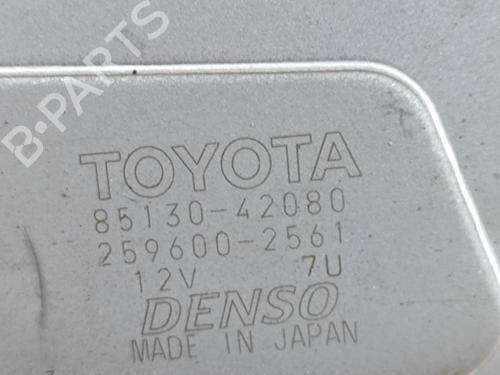 B·PARTS
TOYOTA
85130-42080
259600-2561
12V 7U
DENSO
MADE IN JAPAN